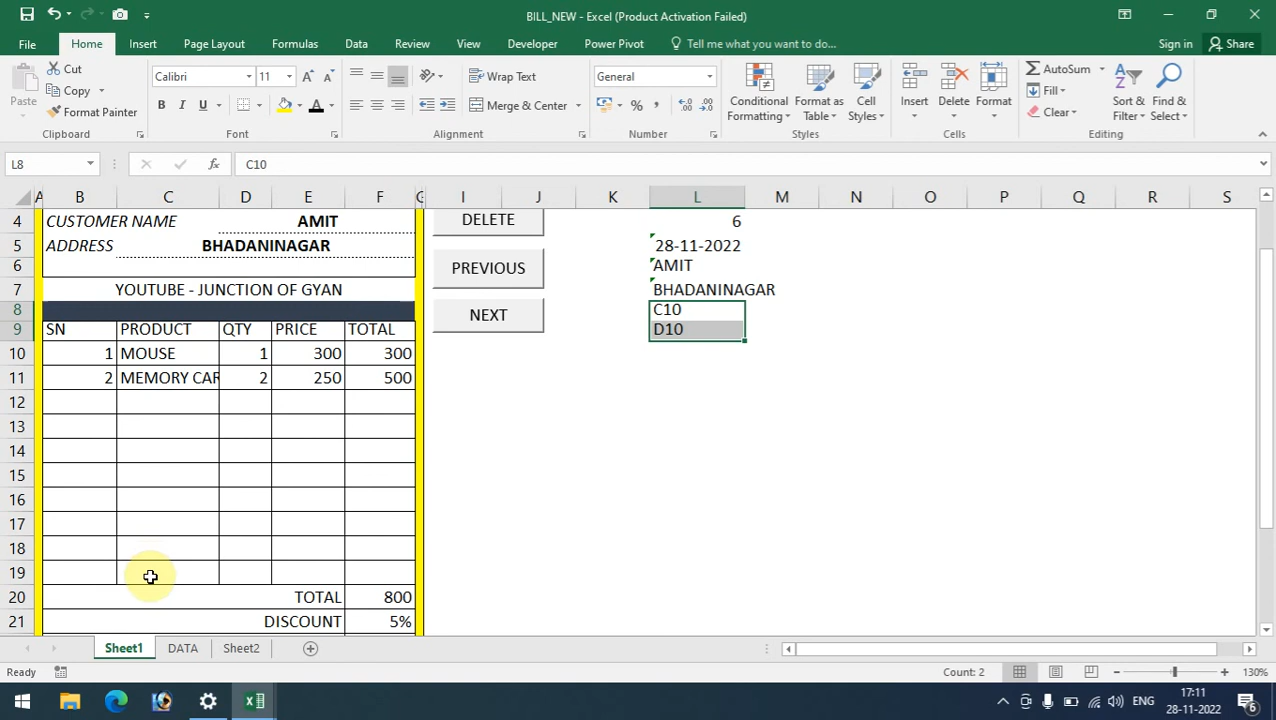 BILL_NEW - Excel (Product Activation Failed)
File Home Insert Page Layout Formulas Data Review View Developer Power Pivot Tell me what you want to do... Sign in Share
Paste Cut Copy Format Painter Clipboard
Calibri 11 B I U A Font
Wrap Text Merge & Center Alignment
General % , Number
Conditional Formatting Format as Table Cell Styles Styles
Insert Delete Format Cells
AutoSum Fill Clear Sort & Filter Find & Select Editing
L8 fx C10
A B C D E F G I J K L M N O P Q R S
4 CUSTOMER NAME AMIT DELETE 6
5 ADDRESS BHADANINAGAR 28-11-2022
6 PREVIOUS AMIT
7 YOUTUBE - JUNCTION OF GYAN BHADANINAGAR
8 NEXT C10
9 SN PRODUCT QTY PRICE TOTAL D10
10 1 MOUSE 1 300 300
11 2 MEMORY CAR 2 250 500
12
13
14
15
16
17
18
19
20 TOTAL 800
21 DISCOUNT 5%
Sheet1 DATA Sheet2
Ready Count: 2 130%
ENG 17:11
28-11-2022 6